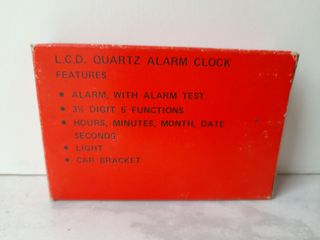 L.C.D. QUARTZ ALARM CLOCK
FEATURES
• ALARM, WITH ALARM TEST
• 3½ DIGIT 5 FUNCTIONS
• HOURS, MINUTES, MONTH, DATE
SECONDS
• LIGHT
• CAR BRACKET